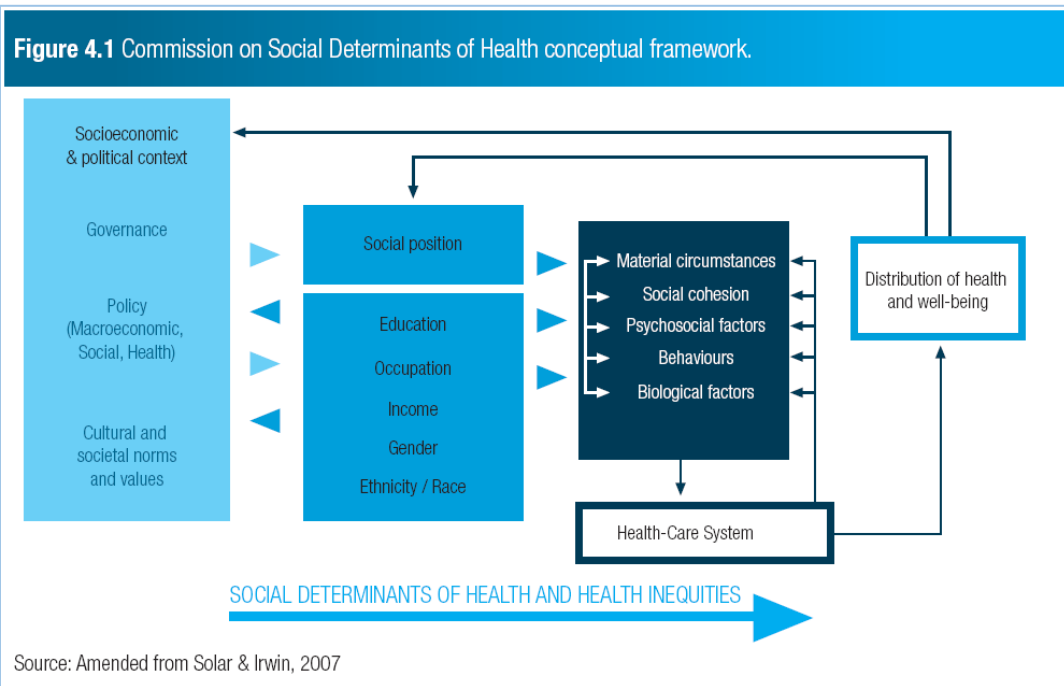 Figure 4.1 Commission on Social Determinants of Health conceptual framework.
Socioeconomic
& political context
Governance
Policy
(Macroeconomic,
Social, Health)
Cultural and
societal norms
and values
Social position
Education
Occupation
Income
Gender
Ethnicity / Race
Material circumstances
Social cohesion
Psychosocial factors
Behaviours
Biological factors
Health-Care System
Distribution of health
and well-being
SOCIAL DETERMINANTS OF HEALTH AND HEALTH INEQUITIES
Source: Amended from Solar & Irwin, 2007